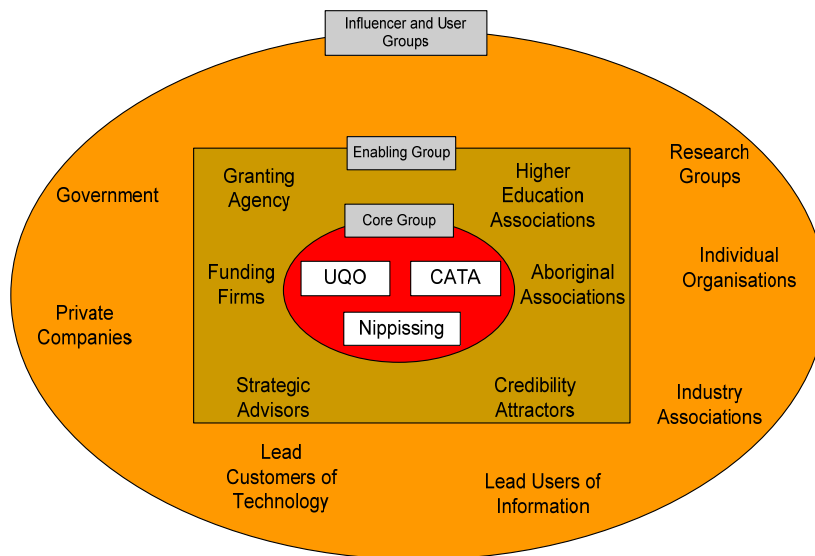 Influencer and User
Groups
Enabling Group
Granting
Agency
Higher
Education
Associations
Research
Groups
Government
Core Group
Funding
Firms
UQO
CATA
Nippissing
Aboriginal
Associations
Individual
Organisations
Private
Companies
Strategic
Advisors
Credibility
Attractors
Industry
Associations
Lead
Customers of
Technology
Lead Users of
Information